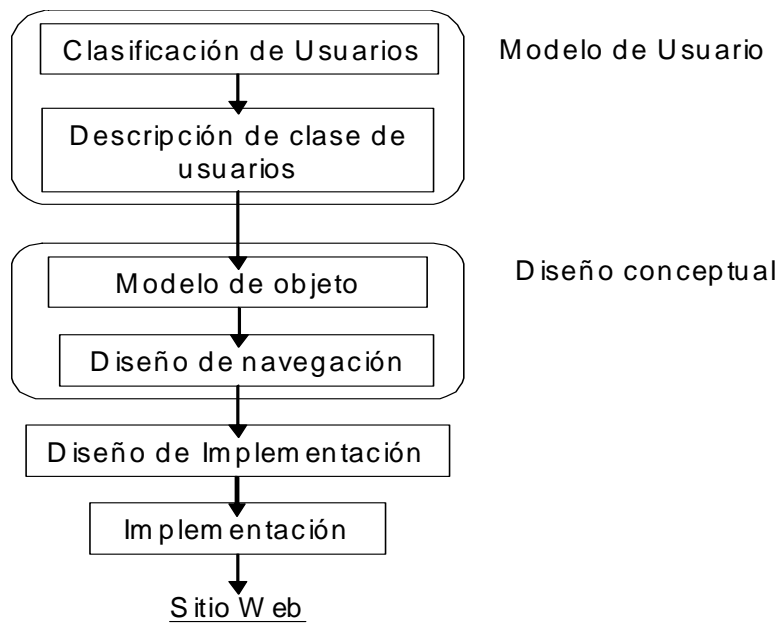 Clasificación de Usuarios
Modelo de Usuario
Descripción de clase de
usuarios
Diseño conceptual
Modelo de objeto
Diseño de navegación
Diseño de Implementación
Implementación
Sitio Web